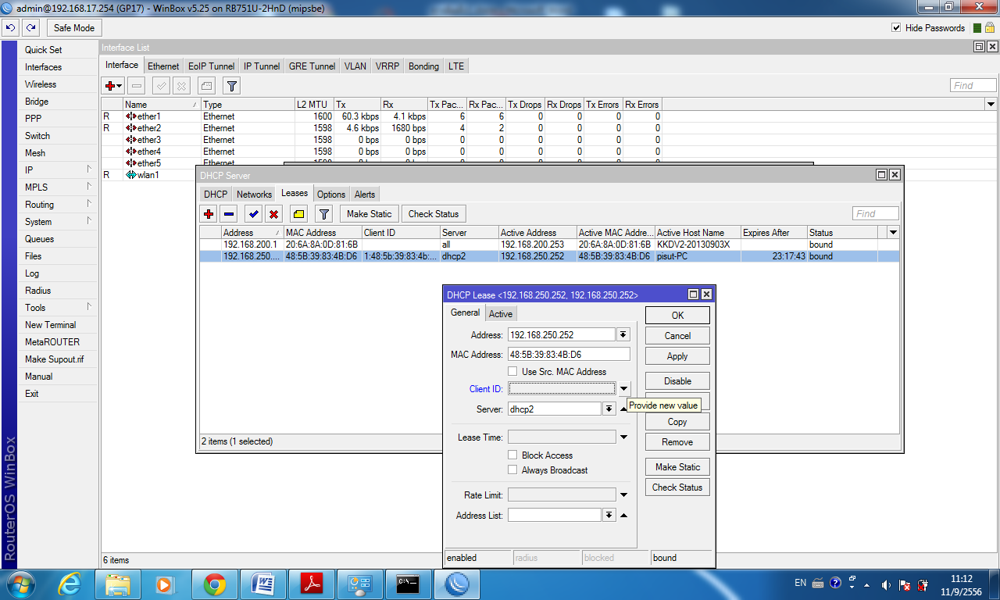 admin@192.168.17.254 (GP17) - WinBox v5.25 on RB751U-2HnD (mipsbe)
Safe Mode
Hide Passwords
Quick Set
Interfaces
Wireless
Bridge
PPP
Switch
Mesh
IP
MPLS
Routing
System
Queues
Files
Log
Radius
Tools
New Terminal
MetaROUTER
Make Supout.rif
Manual
Exit
RouterOS WinBox
Interface List
Interface Ethernet EoIP Tunnel IP Tunnel GRE Tunnel VLAN VRRP Bonding LTE
Find
Name Type L2 MTU Tx Rx Tx Pac... Rx Pac... Tx Drops Rx Drops Tx Errors Rx Errors
R ether1 Ethernet 1600 60.3 kbps 4.1 kbps 6 6 0 0 0 0
R ether2 Ethernet 1598 4.6 kbps 1680 bps 4 2 0 0 0 0
ether3 Ethernet 1598 0 bps 0 bps 0 0 0 0 0 0
ether4 Ethernet 1598 0 bps 0 bps 0 0 0 0 0 0
ether5
R wlan1
DHCP Server
DHCP Networks Leases Options Alerts
Make Static Check Status Find
Address MAC Address Client ID Server Active Address Active MAC Addre... Active Host Name Expires After Status
192.168.200.1 20:6A:8A:0D:81:6B all 192.168.200.253 20:6A:8A:0D:81:6B KKDV2-20130903X bound
192.168.250.... 48:5B:39:83:4B:D6 1:48:5b:39:83:4b:... dhcp2 192.168.250.252 48:5B:39:83:4B:D6 pisut-PC 23:17:43 bound
2 items (1 selected)
DHCP Lease <192.168.250.252, 192.168.250.252>
General Active
Address: 192.168.250.252
MAC Address: 48:5B:39:83:4B:D6
Use Src. MAC Address
Client ID:
Server: dhcp2
Lease Time:
Block Access
Always Broadcast
Rate Limit:
Address List:
OK
Cancel
Apply
Disable
Provide new value
Copy
Remove
Make Static
Check Status
enabled radius blocked bound
6 items
EN
11:12
11/9/2556